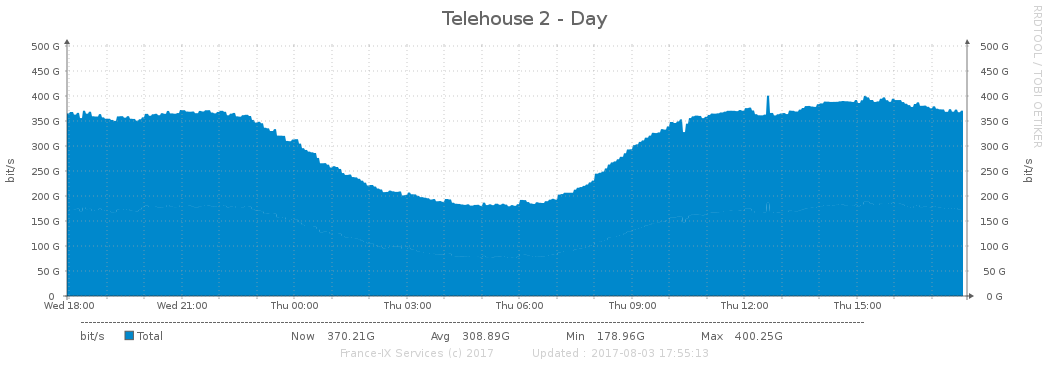 Telehouse 2 - Day
RRDTOOL / TOBI OETIKER
bit/s
bit/s
500 G 500 G
450 G 450 G
400 G 400 G
350 G 350 G
300 G 300 G
250 G 250 G
200 G 200 G
150 G 150 G
100 G 100 G
50 G 50 G
0 0 G
Wed 18:00 Wed 21:00 Thu 00:00 Thu 03:00 Thu 06:00 Thu 09:00 Thu 12:00 Thu 15:00
bit/s Total Now 370.21G Avg 308.89G Min 178.96G Max 400.25G
France-IX Services (c) 2017 Updated : 2017-08-03 17:55:13